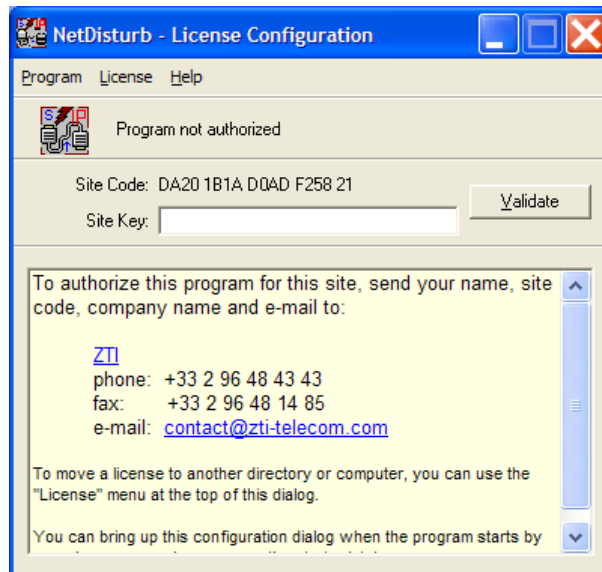 NetDisturb - License Configuration
Program License Help
Program not authorized
Site Code: DA20 1B1A D0AD F258 21
Validate
Site Key:
To authorize this program for this site, send your name, site
code, company name and e-mail to:
ZTI
phone: +33 2 96 48 43 43
fax: +33 2 96 48 14 85
e-mail: contact@zti-telecom.com
To move a license to another directory or computer, you can use the
"License" menu at the top of this dialog.
You can bring up this configuration dialog when the program starts by